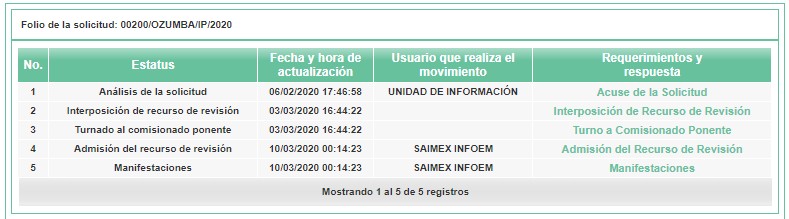 Folio de la solicitud: 00200/OZUMBA/IP/2020
No. Estatus Fecha y hora de actualización Usuario que realiza el movimiento Requerimientos y respuesta
1 Análisis de la solicitud 06/02/2020 17:46:58 UNIDAD DE INFORMACIÓN Acuse de la Solicitud
2 Interposición de recurso de revisión 03/03/2020 16:44:22 Interposición de Recurso de Revisión
3 Turnado al comisionado ponente 03/03/2020 16:44:22 Turno a Comisionado Ponente
4 Admisión del recurso de revisión 10/03/2020 00:14:23 SAIMEX INFOEM Admisión del Recurso de Revisión
5 Manifestaciones 10/03/2020 00:14:23 SAIMEX INFOEM Manifestaciones
Mostrando 1 al 5 de 5 registros